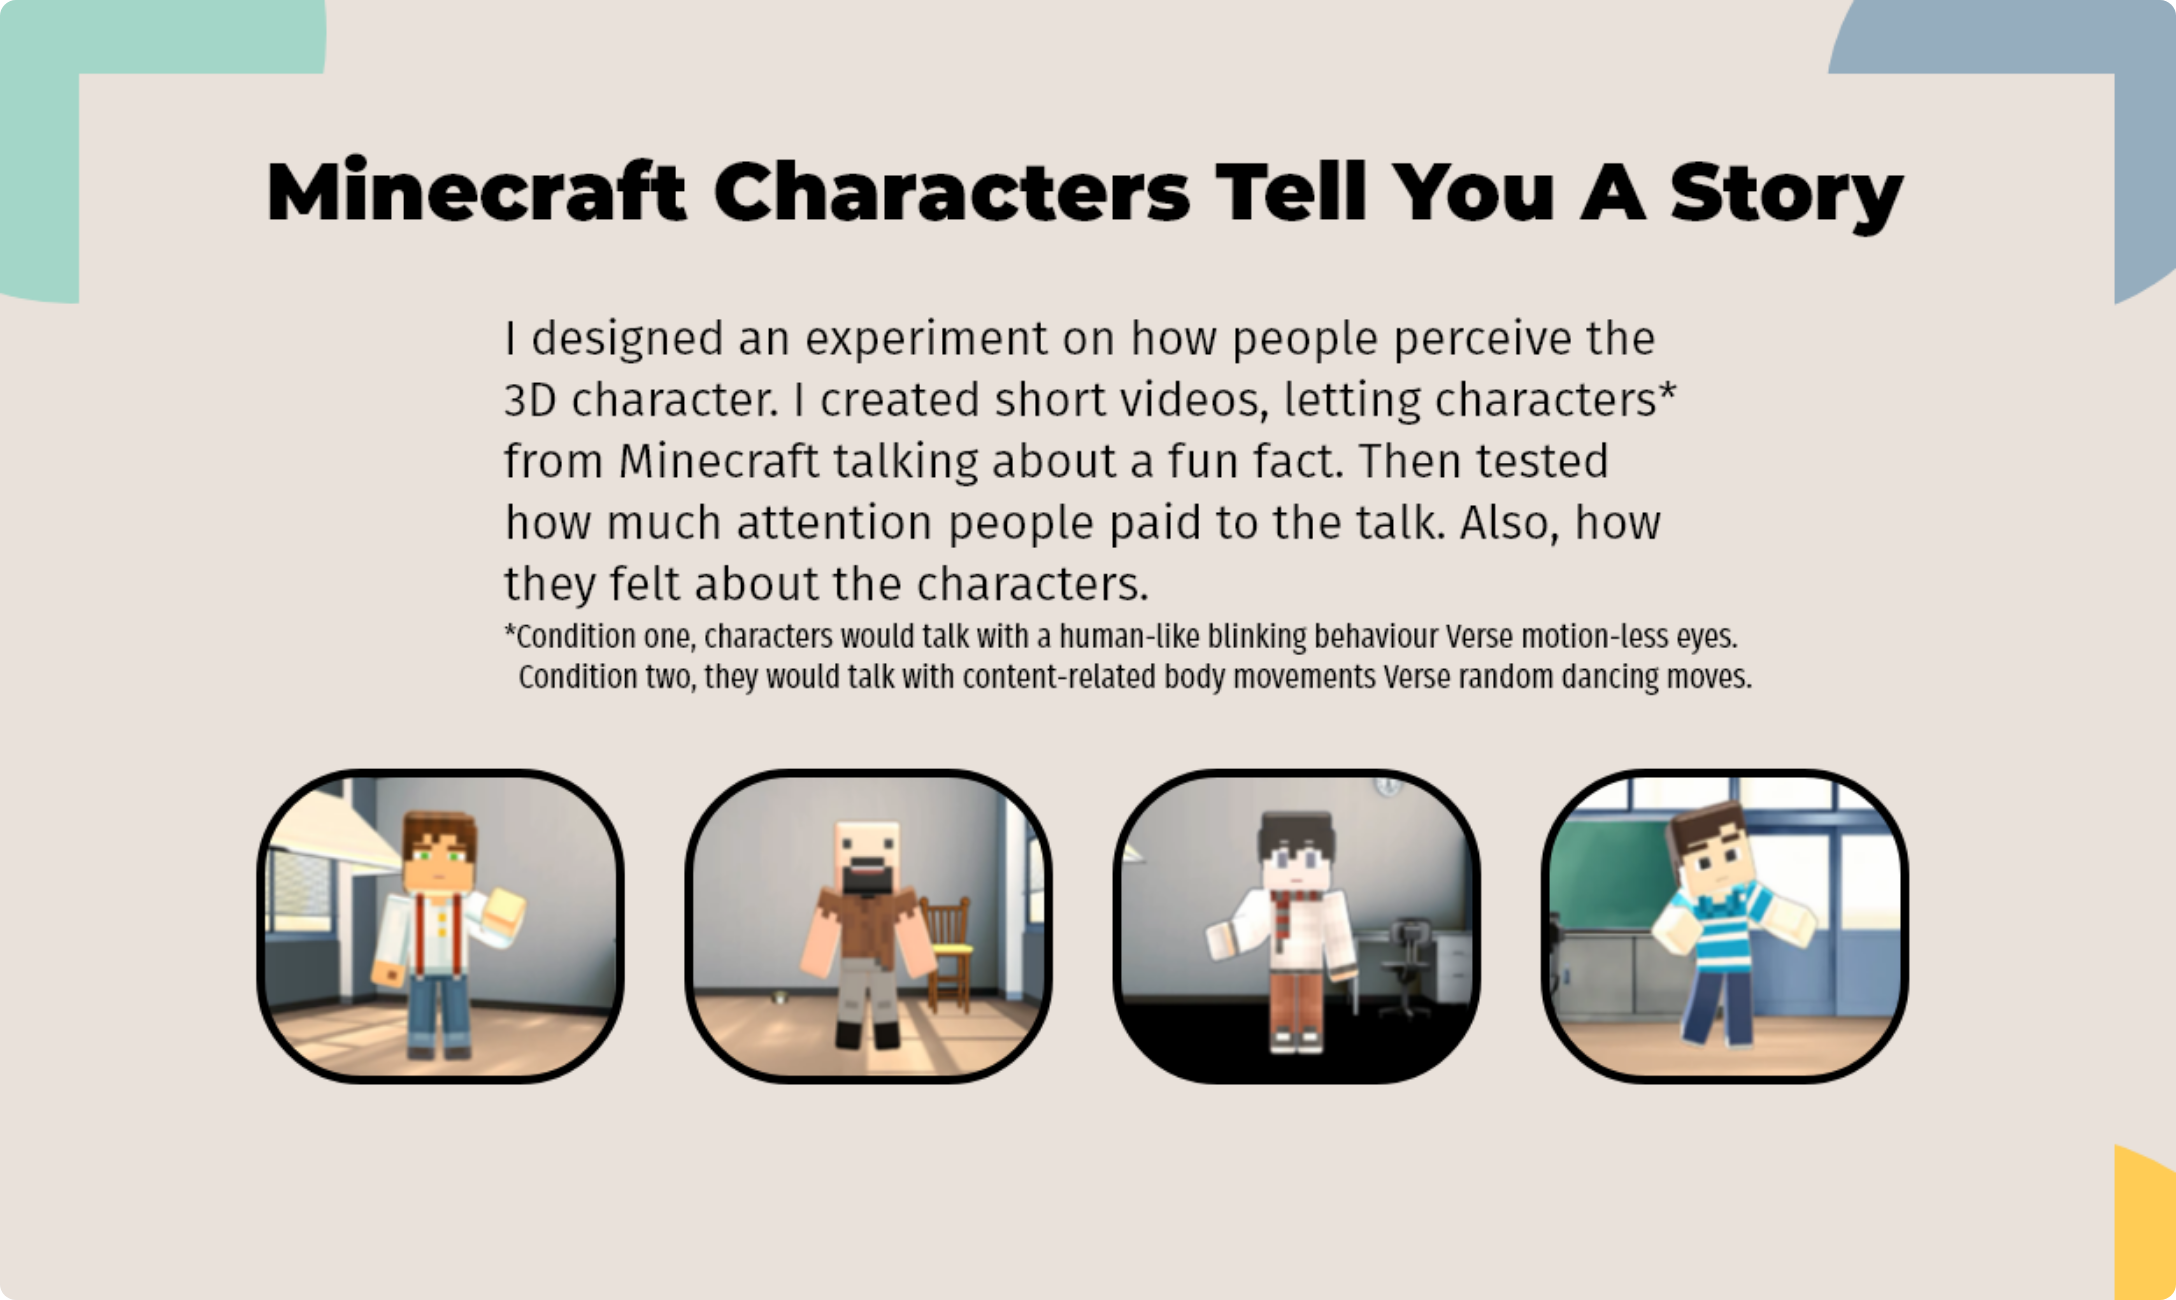 Minecraft Characters Tell You A Story
I designed an experiment on how people perceive the
3D character. I created short videos, letting characters*
from Minecraft talking about a fun fact. Then tested
how much attention people paid to the talk. Also, how
they felt about the characters.
*Condition one, characters would talk with a human-like blinking behaviour Verse motion-less eyes.
Condition two, they would talk with content-related body movements Verse random dancing moves.